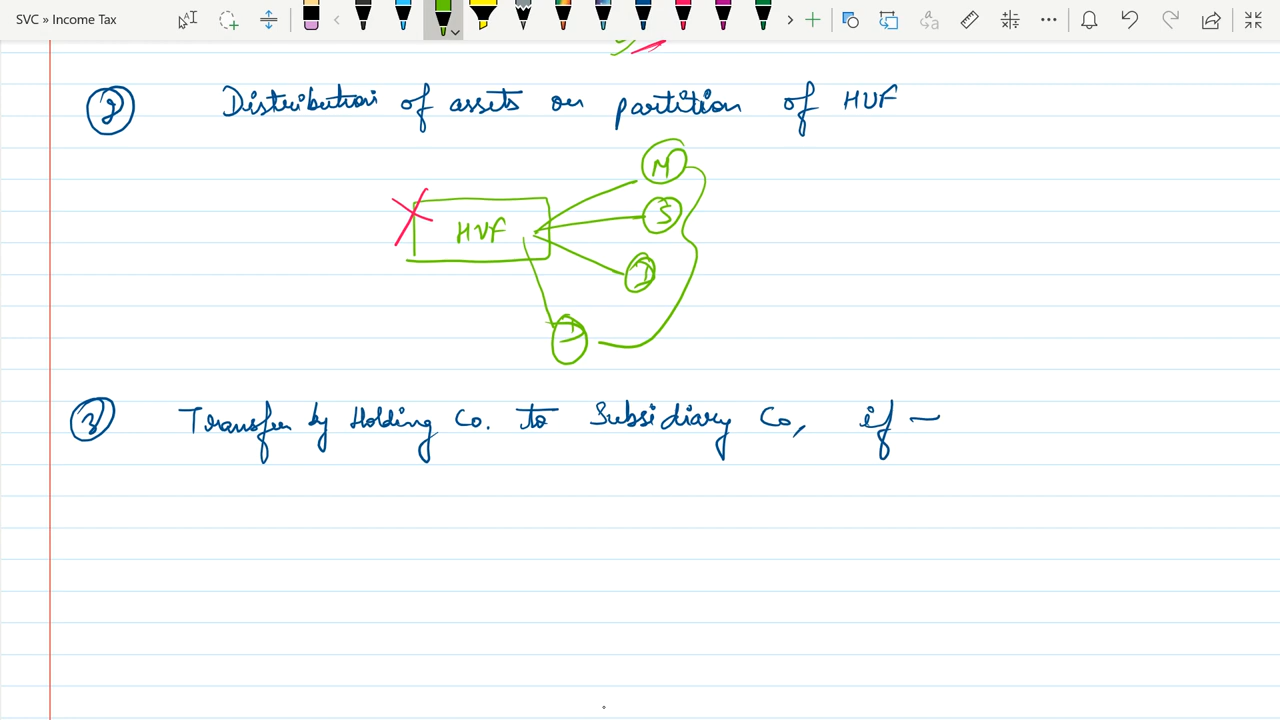 SVC » Income Tax
② Distribution of assets on partition of HUF
M
HUF
S
③ Transfer by Holding Co. to Subsidiary Co, if –